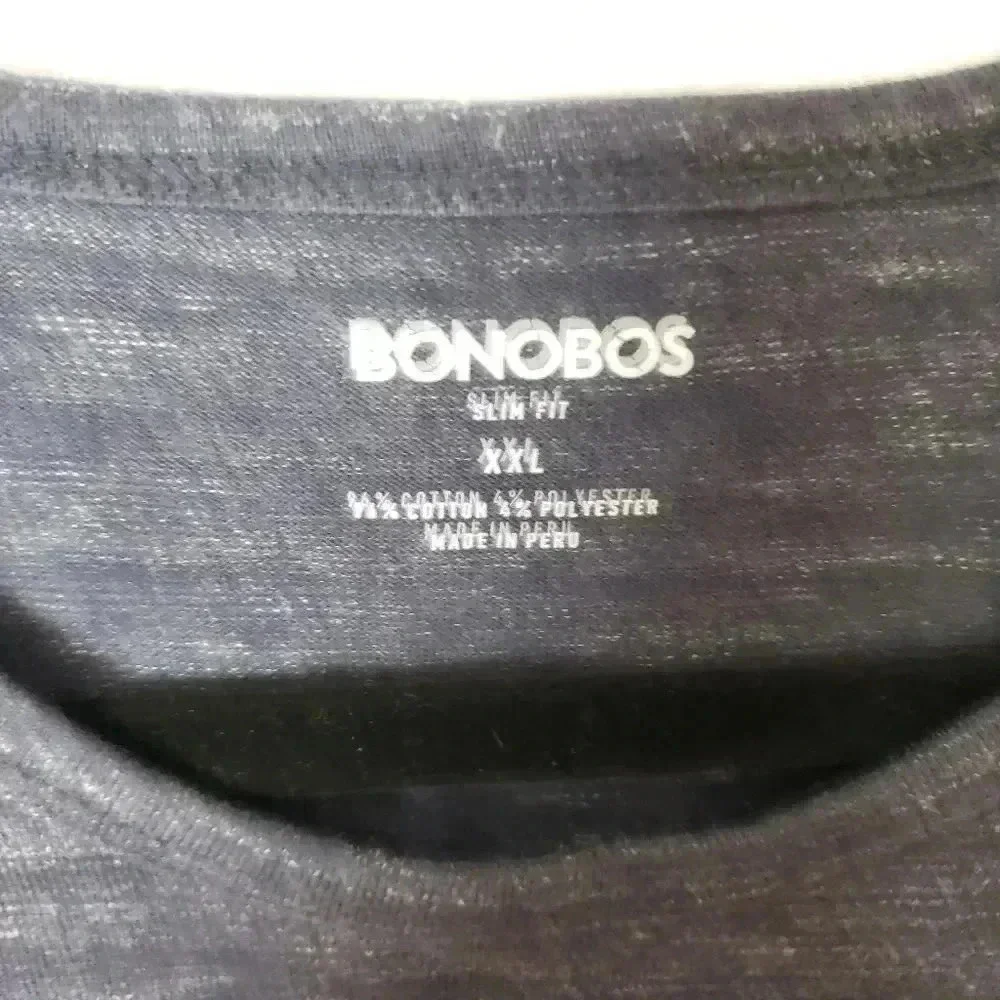 BONOBOS
SLIM FIT
XXL
96% COTTON 4% POLYESTER
MADE IN PERU